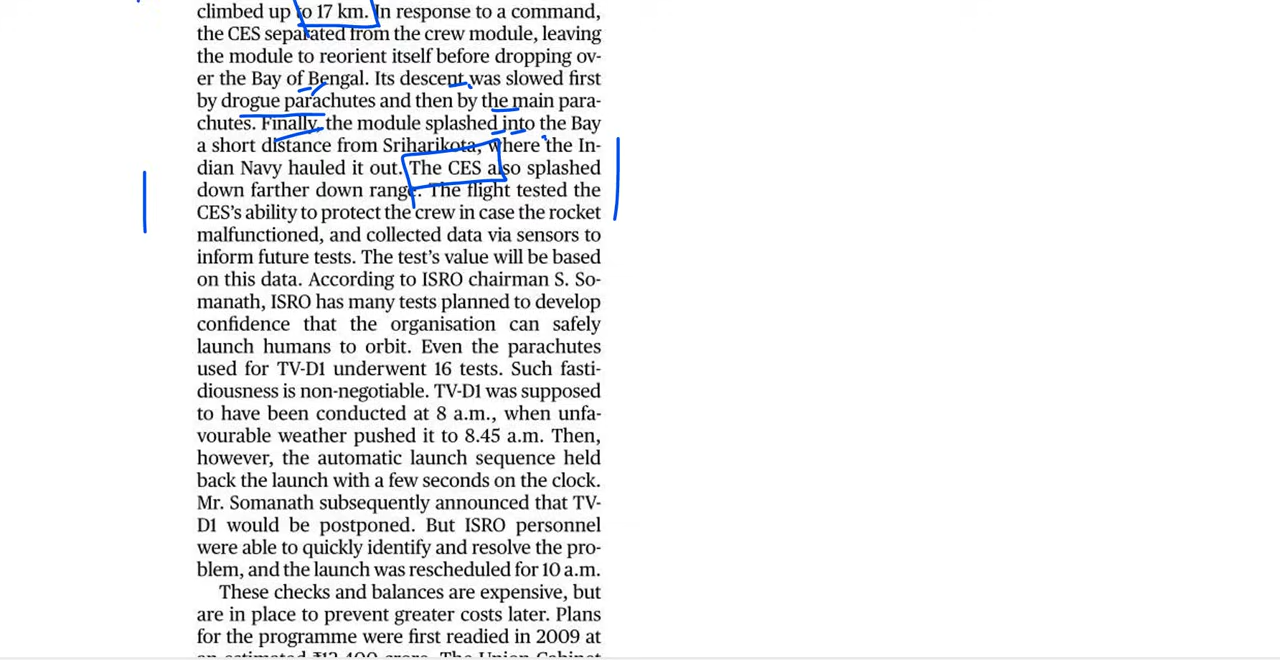 climbed up to 17 km. In response to a command,
the CES separated from the crew module, leaving
the module to reorient itself before dropping ov-
er the Bay of Bengal. Its descent was slowed first
by drogue parachutes and then by the main para-
chutes. Finally, the module splashed into the Bay
a short distance from Sriharikota, where the In-
dian Navy hauled it out. The CES also splashed
down farther down range. The flight tested the
CES's ability to protect the crew in case the rocket
malfunctioned, and collected data via sensors to
inform future tests. The test's value will be based
on this data. According to ISRO chairman S. So-
manath, ISRO has many tests planned to develop
confidence that the organisation can safely
launch humans to orbit. Even the parachutes
used for TV-D1 underwent 16 tests. Such fasti-
diousness is non-negotiable. TV-D1 was supposed
to have been conducted at 8 a.m., when unfa-
vourable weather pushed it to 8.45 a.m. Then,
however, the automatic launch sequence held
back the launch with a few seconds on the clock.
Mr. Somanath subsequently announced that TV-
D1 would be postponed. But ISRO personnel
were able to quickly identify and resolve the pro-
blem, and the launch was rescheduled for 10 a.m.
These checks and balances are expensive, but
are in place to prevent greater costs later. Plans
for the programme were first readied in 2009 at
an estimated ₹12,400 crore. The Union Cabinet